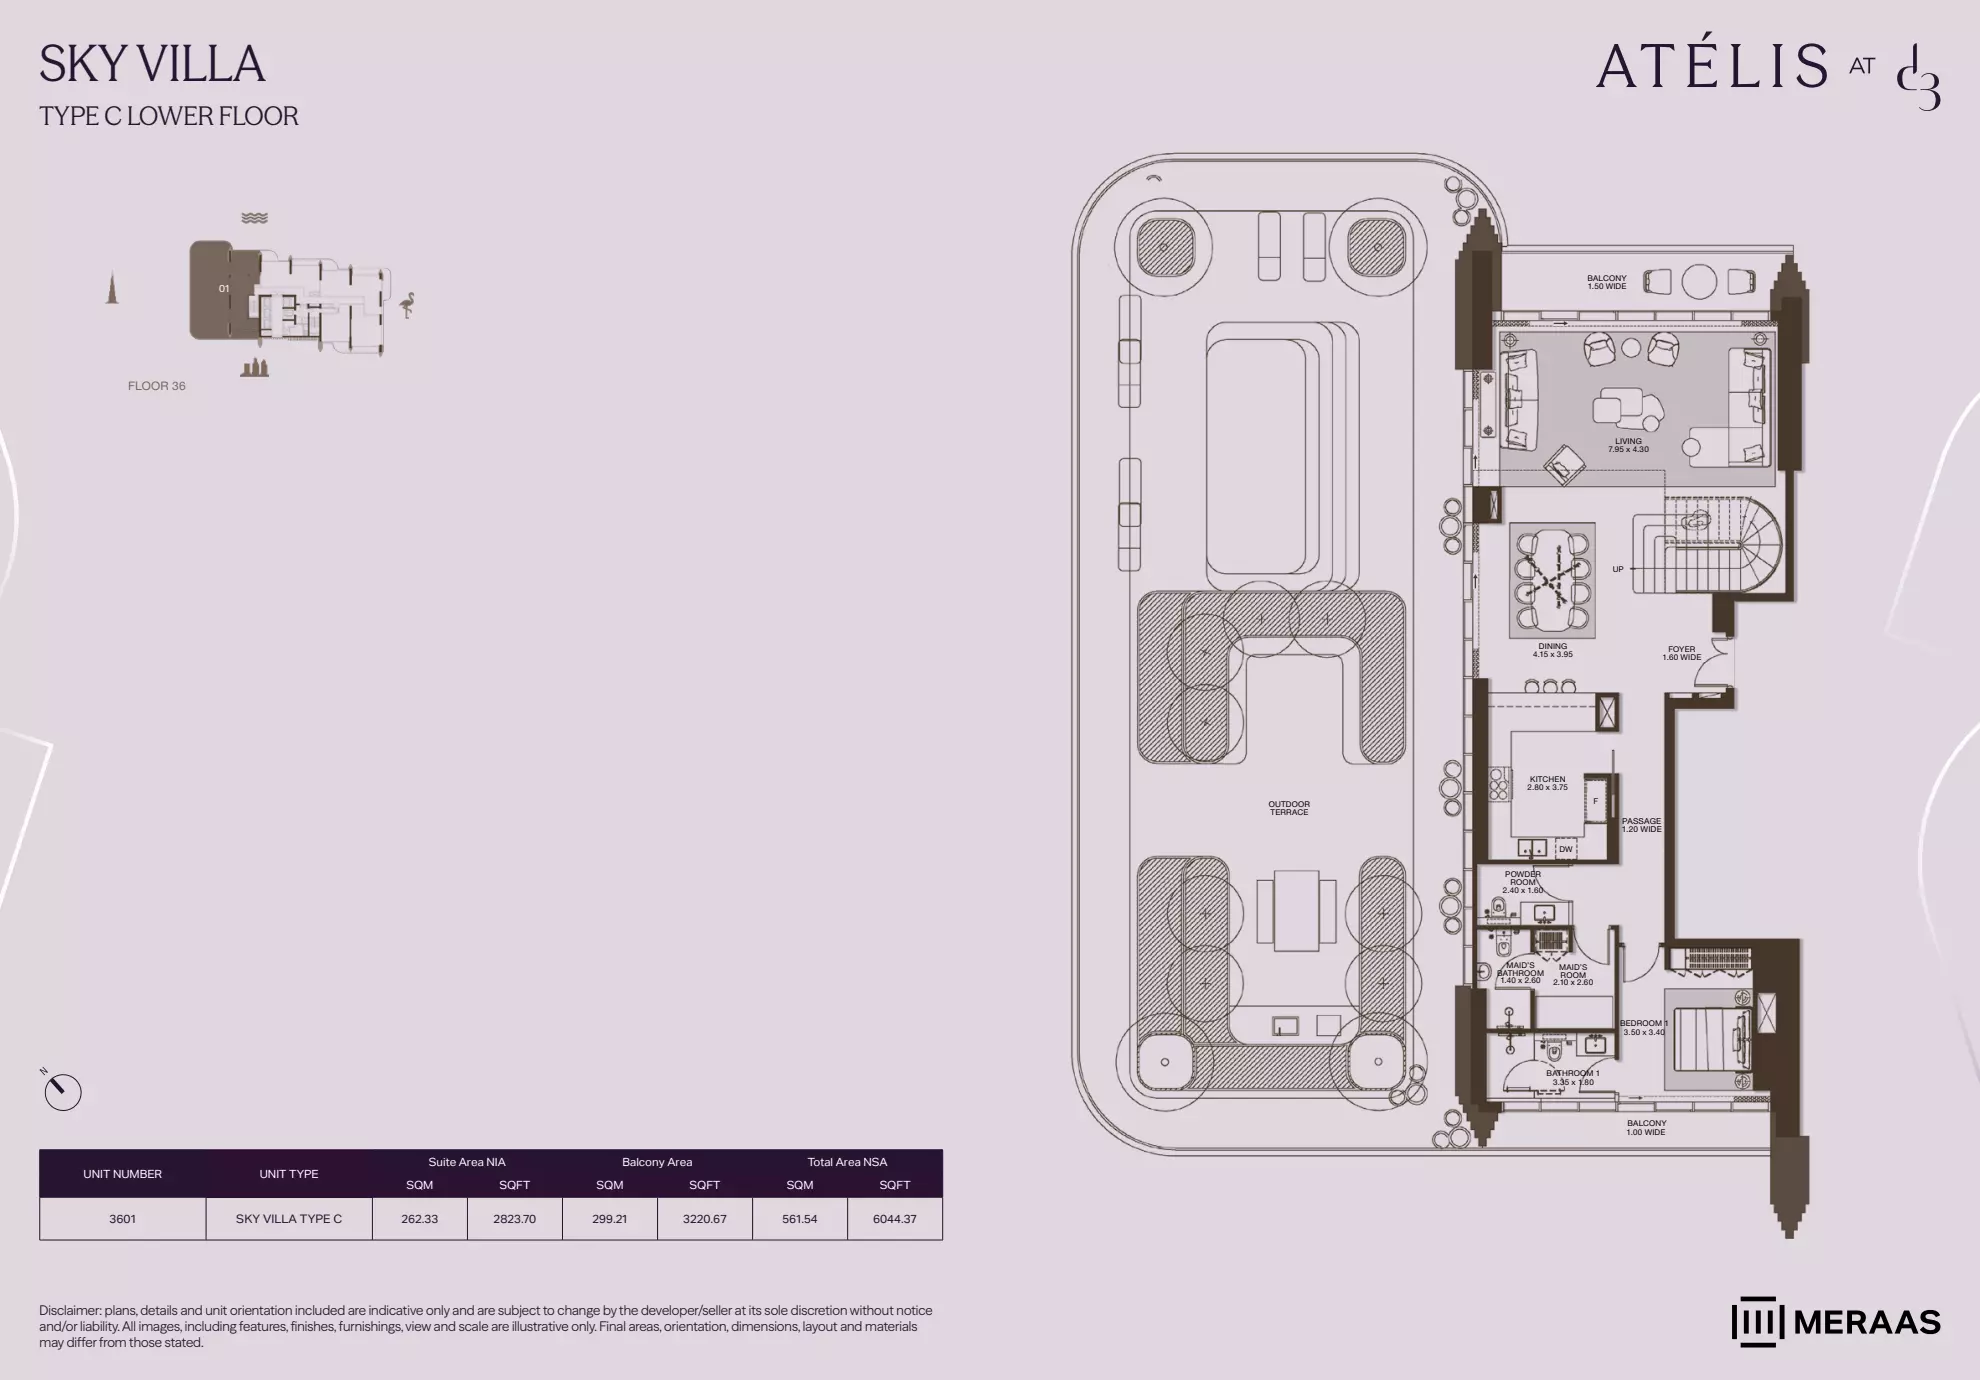 SKY VILLA
TYPE C LOWER FLOOR
ATÉLIS AT d3
01
FLOOR 36
BALCONY
1.50 WIDE
LIVING
7.95 x 4.30
UP
DINING
4.15 x 3.95
FOYER
1.60 WIDE
KITCHEN
2.80 x 3.75
F
DW
PASSAGE
1.20 WIDE
OUTDOOR
TERRACE
POWDER
ROOM
2.40 x 1.60
MAID'S
BATHROOM
1.40 x 2.60
MAID'S
ROOM
2.10 x 2.60
BEDROOM 1
3.50 x 3.40
BATHROOM 1
3.35 x 1.80
BALCONY
1.00 WIDE
N
UNIT NUMBER UNIT TYPE Suite Area NIA Balcony Area Total Area NSA
SQM SQFT SQM SQFT SQM SQFT
3601 SKY VILLA TYPE C 262.33 2823.70 299.21 3220.67 561.54 6044.37
Disclaimer: plans, details and unit orientation included are indicative only and are subject to change by the developer/seller at its sole discretion without notice
and/or liability. All images, including features, finishes, furnishings, view and scale are illustrative only. Final areas, orientation, dimensions, layout and materials
may differ from those stated.
MERAAS